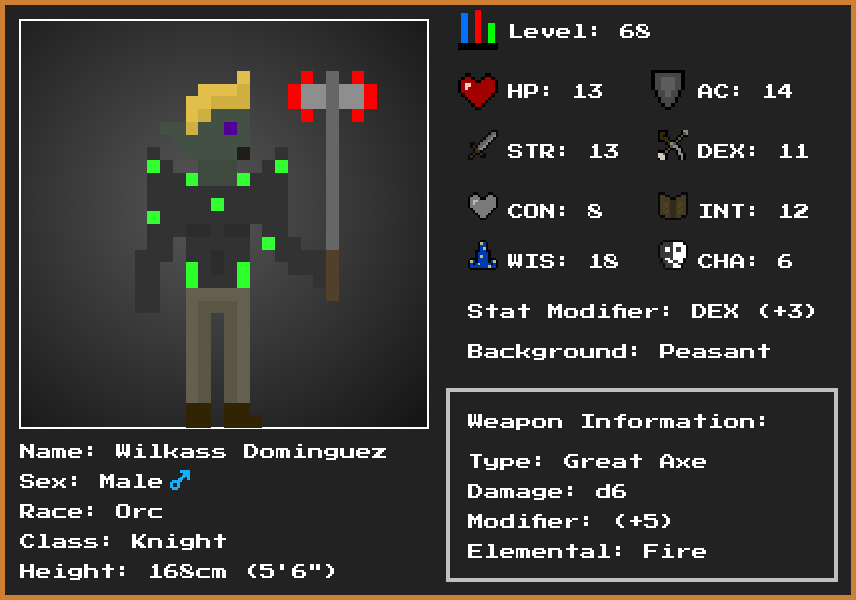 Level: 68
HP: 13
AC: 14
STR: 13
DEX: 11
CON: 8
INT: 12
WIS: 18
CHA: 6
Stat Modifier: DEX (+3)
Background: Peasant
Weapon Information:
Type: Great Axe
Damage: d6
Modifier: (+5)
Elemental: Fire
Name: Wilkass Dominguez
Sex: Male ♂
Race: Orc
Class: Knight
Height: 168cm (5'6")